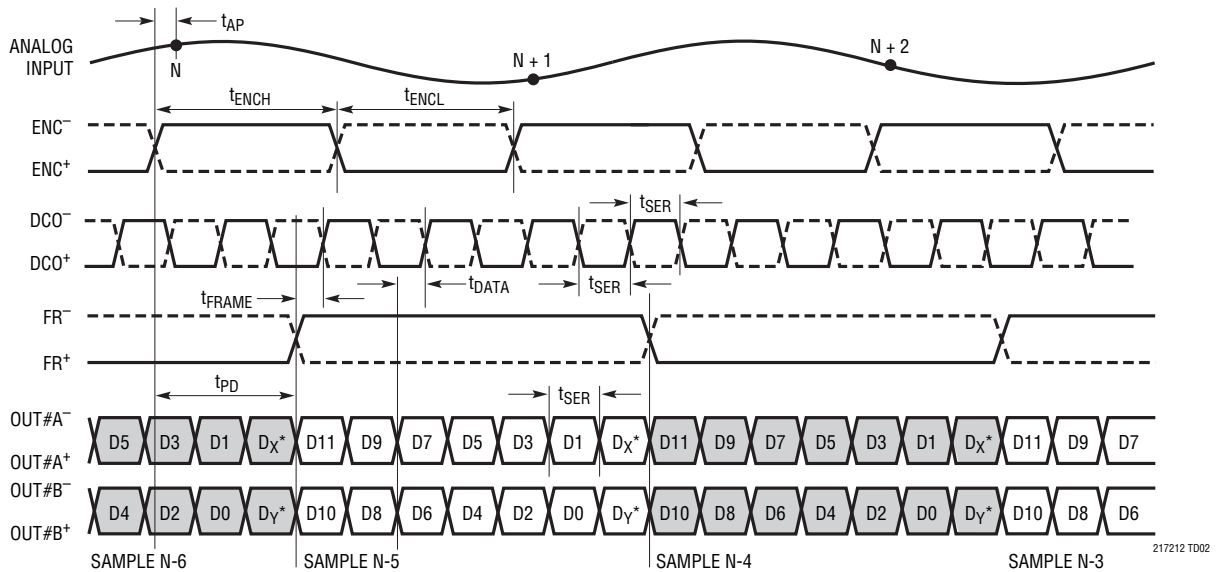 tAP
ANALOG
INPUT
N
N + 1
N + 2
tENCH
tENCL
ENC–
ENC+
DCO–
DCO+
tSER
tFRAME
tDATA
tSER
FR–
FR+
tPD
tSER
OUT#A–
OUT#A+
D5 D3 D1 DX* D11 D9 D7 D5 D3 D1 DX* D11 D9 D7 D5 D3 D1 DX* D11 D9 D7
OUT#B–
OUT#B+
D4 D2 D0 DY* D10 D8 D6 D4 D2 D0 DY* D10 D8 D6 D4 D2 D0 DY* D10 D8 D6
SAMPLE N-6
SAMPLE N-5
SAMPLE N-4
SAMPLE N-3
217212 TD02